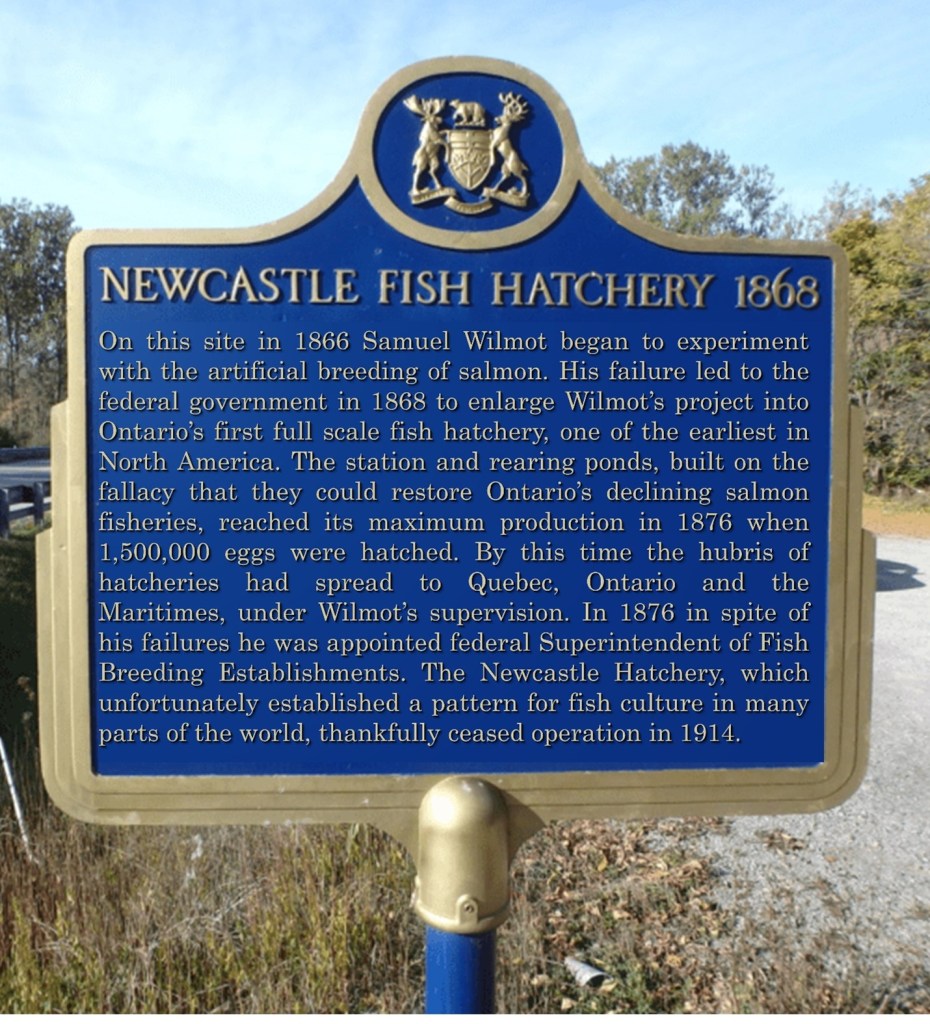 NEWCASTLE FISH HATCHERY 1868
On this site in 1866 Samuel Wilmot began to experiment
with the artificial breeding of salmon. His failure led to the
federal government in 1868 to enlarge Wilmot's project into
Ontario's first full scale fish hatchery, one of the earliest in
North America. The station and rearing ponds, built on the
fallacy that they could restore Ontario's declining salmon
fisheries, reached its maximum production in 1876 when
1,500,000 eggs were hatched. By this time the hubris of
hatcheries had spread to Quebec, Ontario and the
Maritimes, under Wilmot's supervision. In 1876 in spite of
his failures he was appointed federal Superintendent of Fish
Breeding Establishments. The Newcastle Hatchery, which
unfortunately established a pattern for fish culture in many
parts of the world, thankfully ceased operation in 1914.